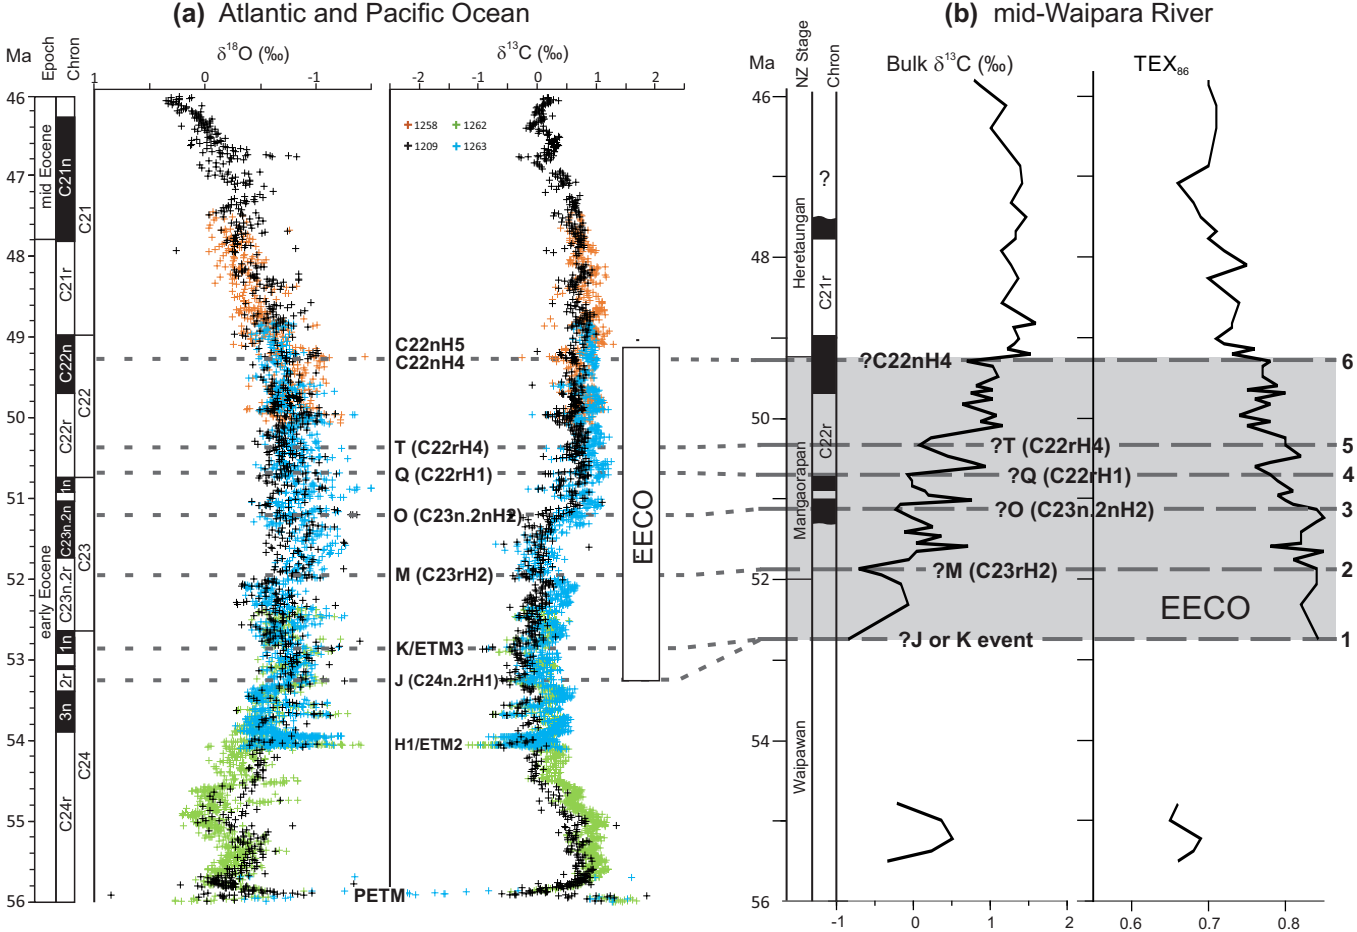 (a) Atlantic and Pacific Ocean
(b) mid-Waipara River
Ma
Epoch
Chron
δ18O (‰)
δ13C (‰)
1 0 -1
-2 -1 0 1 2
Ma
NZ Stage
Chron
Bulk δ13C (‰)
TEX86
46
47
48
49
50
51
52
53
54
55
56
mid Eocene
early Eocene
C21n
C21r
C22n
C22r
1n
C23n.2n
C23n.2r
1n
2r
3n
C24r
C21
C22
C23
C24
+1258 +1262
+1209 +1263
C22nH5
C22nH4
T (C22rH4)
Q (C22rH1)
O (C23n.2nH2)
M (C23rH2)
K/ETM3
J (C24n.2rH1)
H1/ETM2
PETM
EECO
46
48
50
52
54
56
Heretaungan
Mangaorapan
Waipawan
?
C21r
C22r
?C22nH4
?T (C22rH4)
?Q (C22rH1)
?O (C23n.2nH2)
?M (C23rH2)
?J or K event
EECO
6
5
4
3
2
1
-1 0 1 2
0.6 0.7 0.8